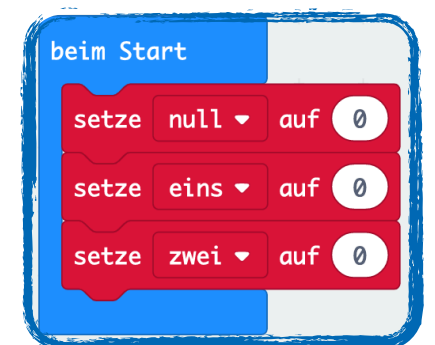 beim Start
setze null auf 0
setze eins auf 0
setze zwei auf 0